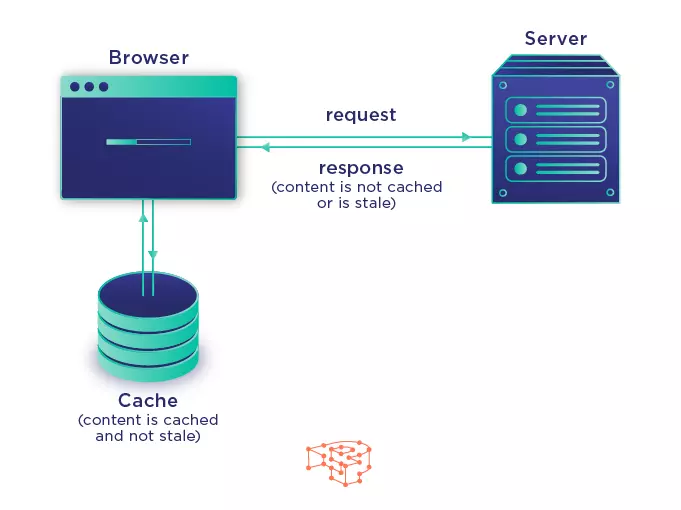 Browser
Server
request
response
(content is not cached
or is stale)
Cache
(content is cached
and not stale)